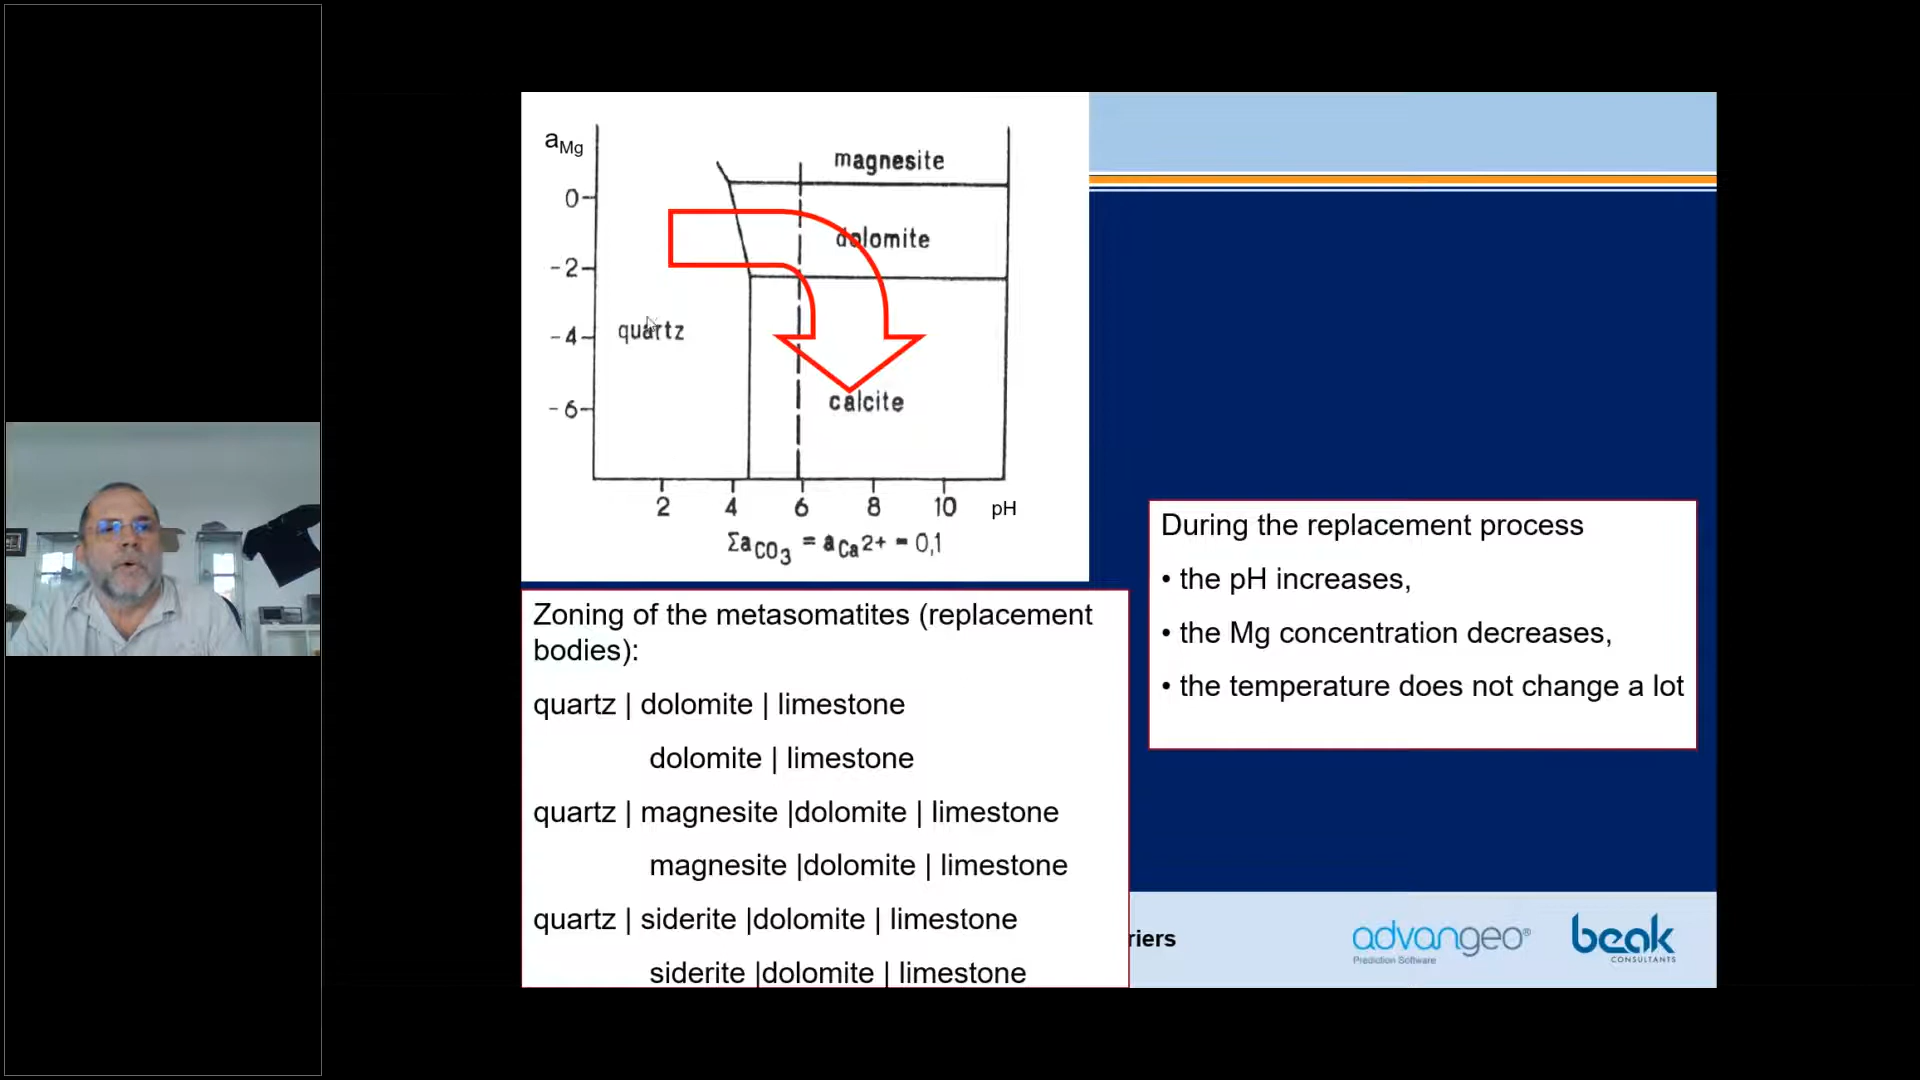 aMg
magnesite
0
dolomite
-2
quartz
-4
calcite
-6
2 4 6 8 10 pH
ΣaCO3 = aCa2+ = 0,1
Zoning of the metasomatites (replacement
bodies):
quartz | dolomite | limestone
dolomite | limestone
quartz | magnesite |dolomite | limestone
magnesite |dolomite | limestone
quartz | siderite |dolomite | limestone
siderite |dolomite | limestone
During the replacement process
• the pH increases,
• the Mg concentration decreases,
• the temperature does not change a lot
riers
advangeo®
Prediction Software
beak
CONSULTANTS